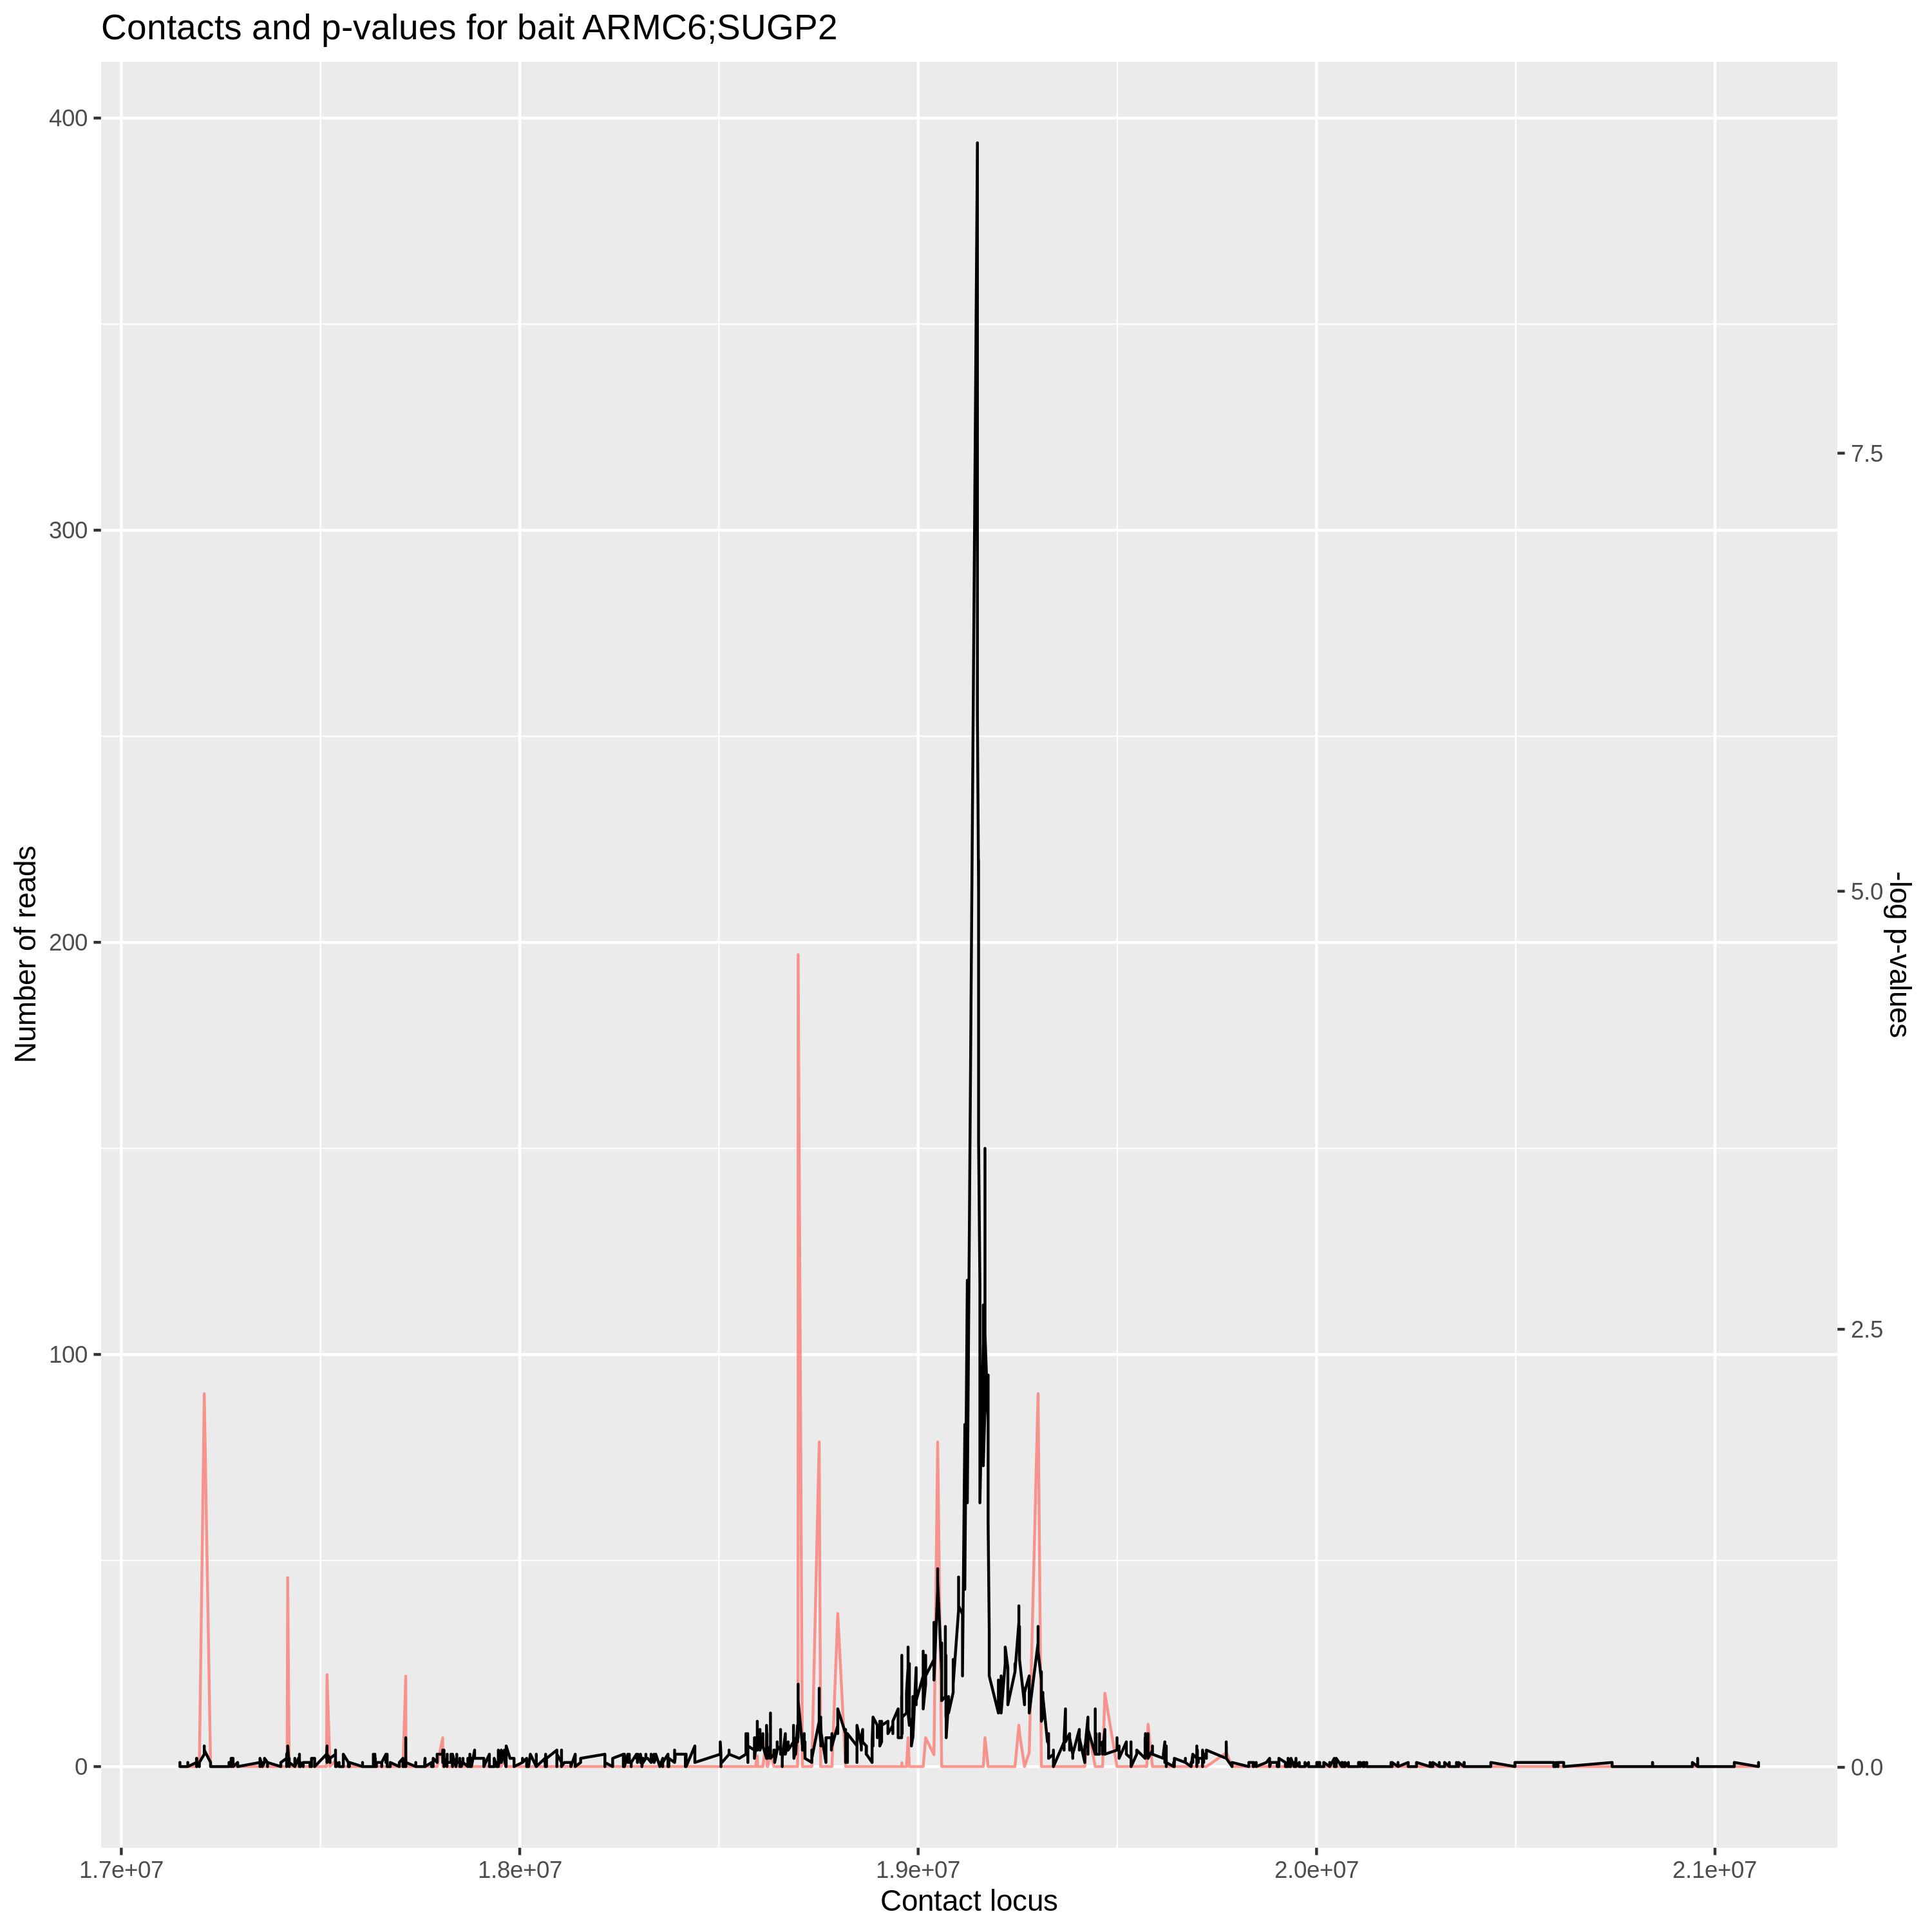 Contacts and p-values for bait ARMC6;SUGP2
400
300
200
100
0
Number of reads
7.5
5.0
2.5
0.0
-log p-values
1.7e+07
1.8e+07
1.9e+07
2.0e+07
2.1e+07
Contact locus